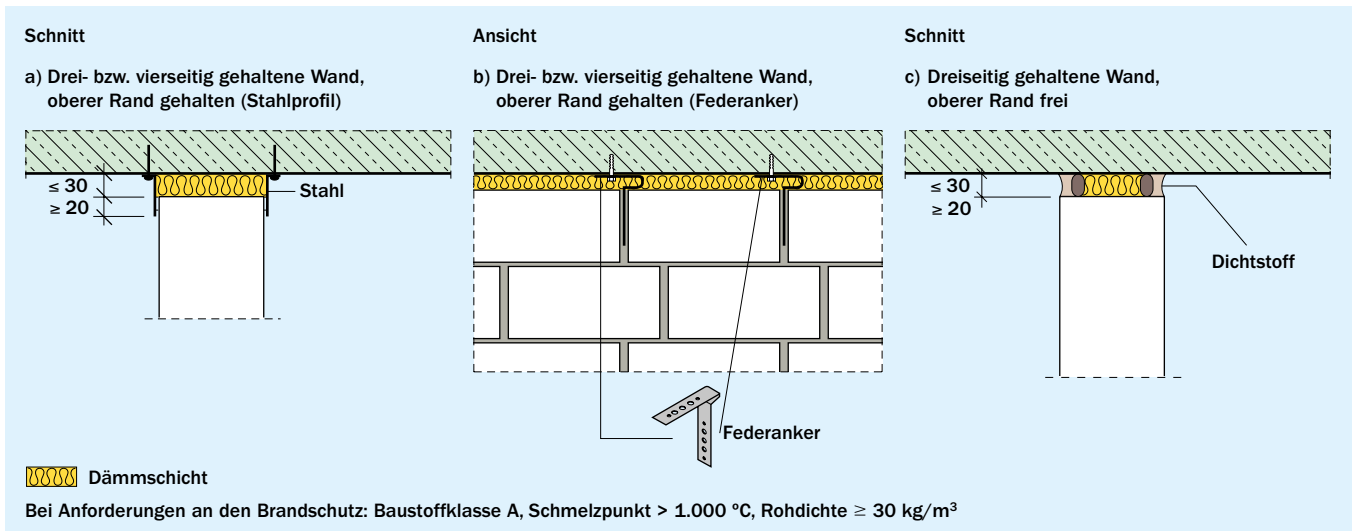 Schnitt
a) Drei- bzw. vierseitig gehaltene Wand,
oberer Rand gehalten (Stahlprofil)
≤ 30
≥ 20
Stahl
Ansicht
b) Drei- bzw. vierseitig gehaltene Wand,
oberer Rand gehalten (Federanker)
Federanker
Schnitt
c) Dreiseitig gehaltene Wand,
oberer Rand frei
≤ 30
≥ 20
Dichtstoff
Dämmschicht
Bei Anforderungen an den Brandschutz: Baustoffklasse A, Schmelzpunkt > 1.000 ºC, Rohdichte ≥ 30 kg/m³